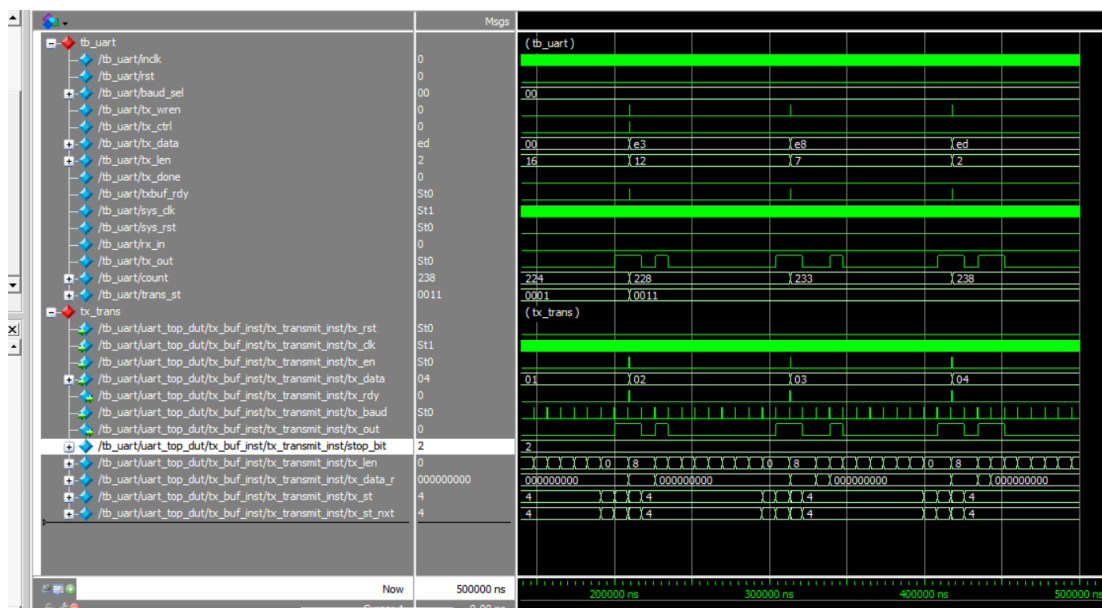 Msgs
tb_uart
(tb_uart)
/tb_uart/inclk 0
/tb_uart/rst 0
/tb_uart/baud_sel 00 00
/tb_uart/tx_wren 0
/tb_uart/tx_ctrl 0
/tb_uart/tx_data ed 00 e3 e8 ed
/tb_uart/tx_len 2 16 12 7 2
/tb_uart/tx_done 0
/tb_uart/txbuf_rdy St0
/tb_uart/sys_clk St1
/tb_uart/sys_rst St0
/tb_uart/rx_in 0
/tb_uart/tx_out St0
/tb_uart/count 238 224 228 233 238
/tb_uart/trans_st 0011 0001 0011
tx_trans
(tx_trans)
/tb_uart/uart_top_dut/tx_buf_inst/tx_transmit_inst/tx_rst St0
/tb_uart/uart_top_dut/tx_buf_inst/tx_transmit_inst/tx_clk St1
/tb_uart/uart_top_dut/tx_buf_inst/tx_transmit_inst/tx_en St0
/tb_uart/uart_top_dut/tx_buf_inst/tx_transmit_inst/tx_data 04 01 02 03 04
/tb_uart/uart_top_dut/tx_buf_inst/tx_transmit_inst/tx_rdy 0
/tb_uart/uart_top_dut/tx_buf_inst/tx_transmit_inst/tx_baud St0
/tb_uart/uart_top_dut/tx_buf_inst/tx_transmit_inst/tx_out 0
/tb_uart/uart_top_dut/tx_buf_inst/tx_transmit_inst/stop_bit 2 2
/tb_uart/uart_top_dut/tx_buf_inst/tx_transmit_inst/tx_len 0 0 8 0 8 0 8
/tb_uart/uart_top_dut/tx_buf_inst/tx_transmit_inst/tx_data_r 000000000 000000000 000000000 000000000 000000000
/tb_uart/uart_top_dut/tx_buf_inst/tx_transmit_inst/tx_st 4 4 4 4 4
/tb_uart/uart_top_dut/tx_buf_inst/tx_transmit_inst/tx_st_nxt 4 4 4 4 4
Now 500000 ns 200000 ns 300000 ns 400000 ns 500000 ns